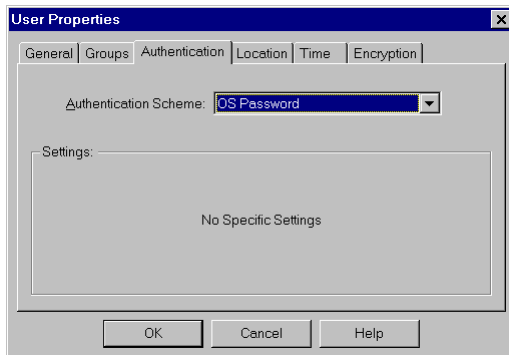 User Properties
General Groups Authentication Location Time Encryption
Authentication Scheme: OS Password
Settings:
No Specific Settings
OK Cancel Help